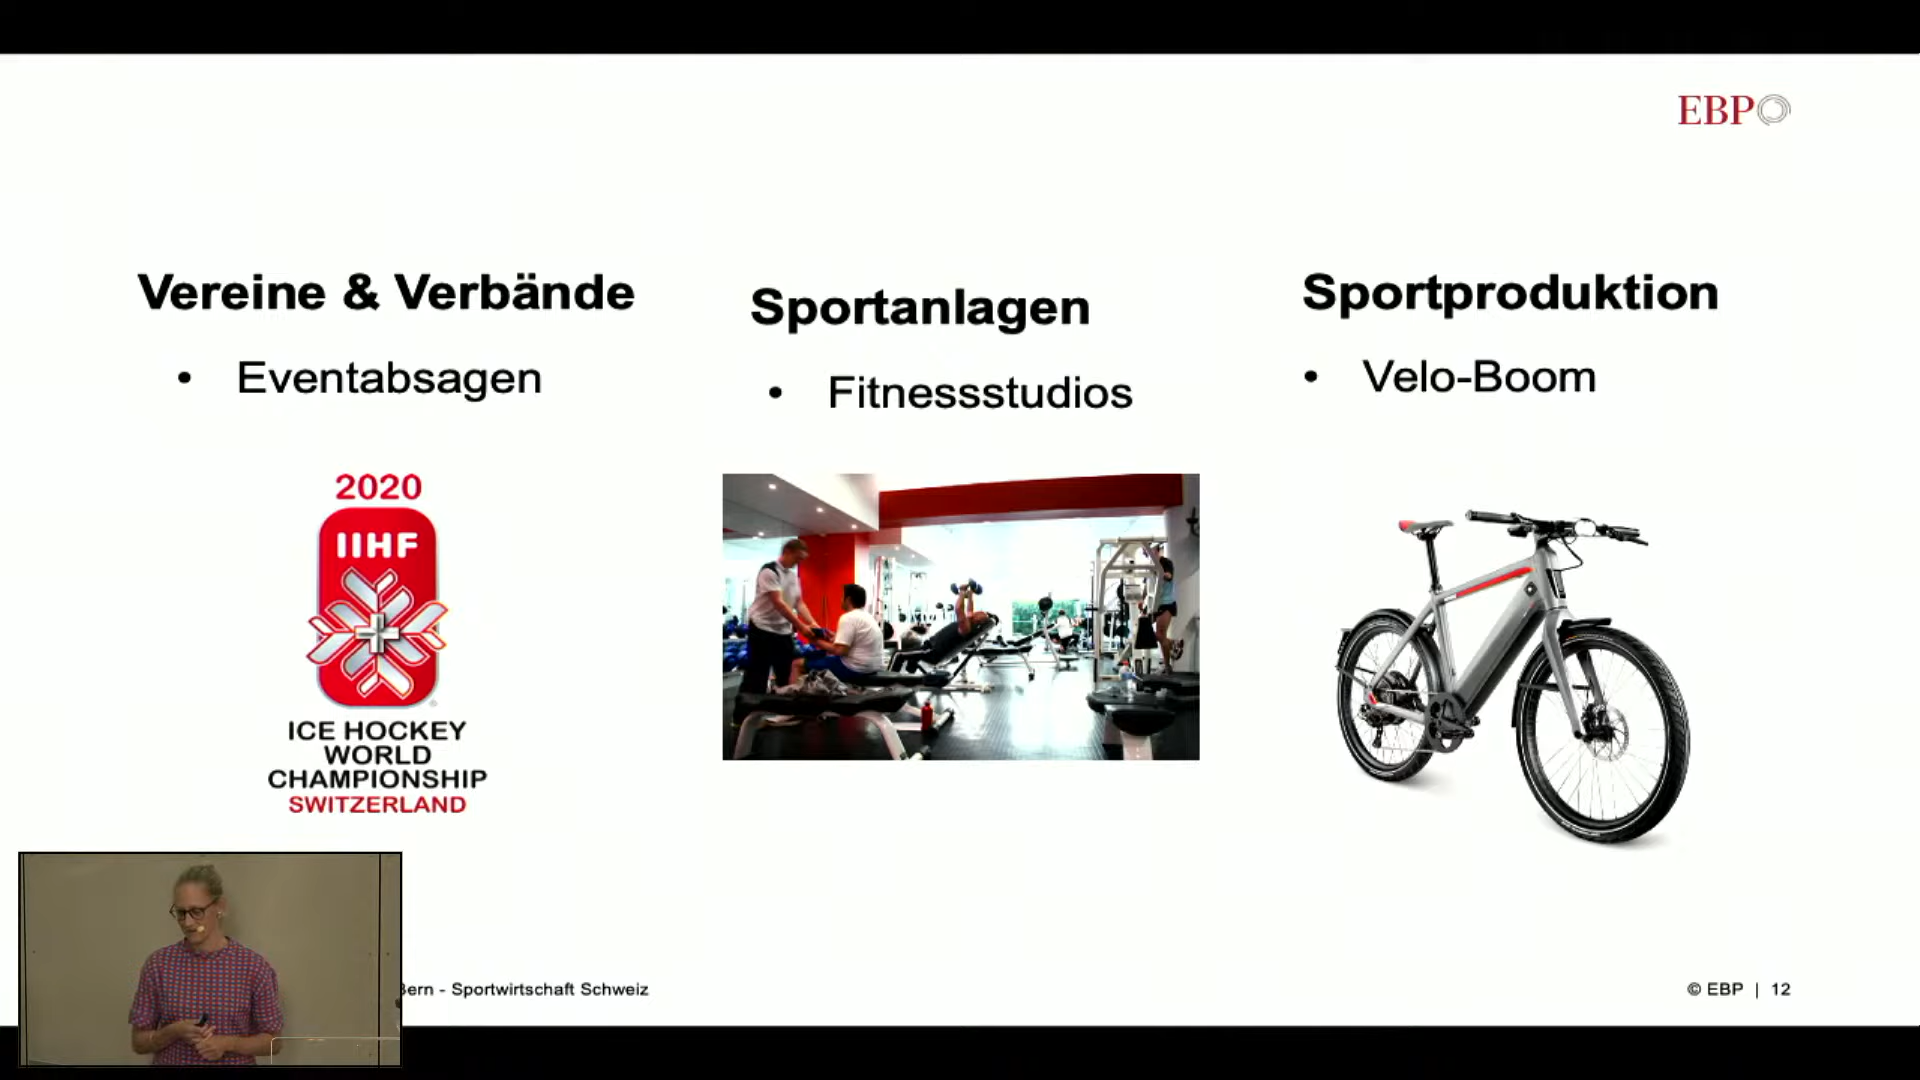 EBP
Vereine & Verbände
• Eventabsagen
2020
IIHF
ICE HOCKEY
WORLD
CHAMPIONSHIP
SWITZERLAND
Sportanlagen
• Fitnessstudios
Sportproduktion
• Velo-Boom
Bern - Sportwirtschaft Schweiz
© EBP | 12